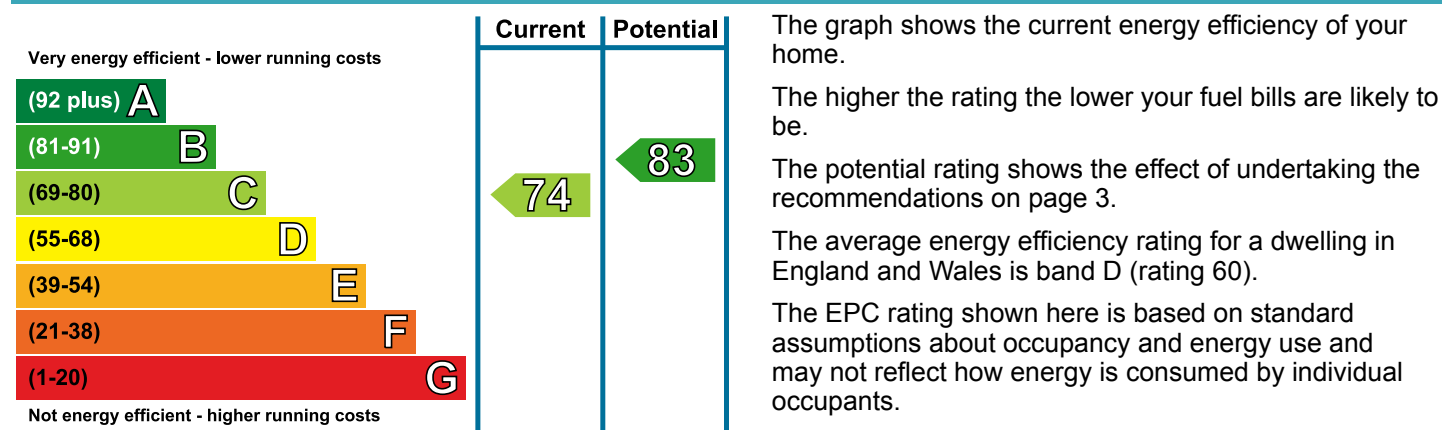 Current Potential
Very energy efficient - lower running costs
(92 plus) A
(81-91) B
83
(69-80) C
74
(55-68) D
(39-54) E
(21-38) F
(1-20) G
Not energy efficient - higher running costs
The graph shows the current energy efficiency of your
home.
The higher the rating the lower your fuel bills are likely to
be.
The potential rating shows the effect of undertaking the
recommendations on page 3.
The average energy efficiency rating for a dwelling in
England and Wales is band D (rating 60).
The EPC rating shown here is based on standard
assumptions about occupancy and energy use and
may not reflect how energy is consumed by individual
occupants.